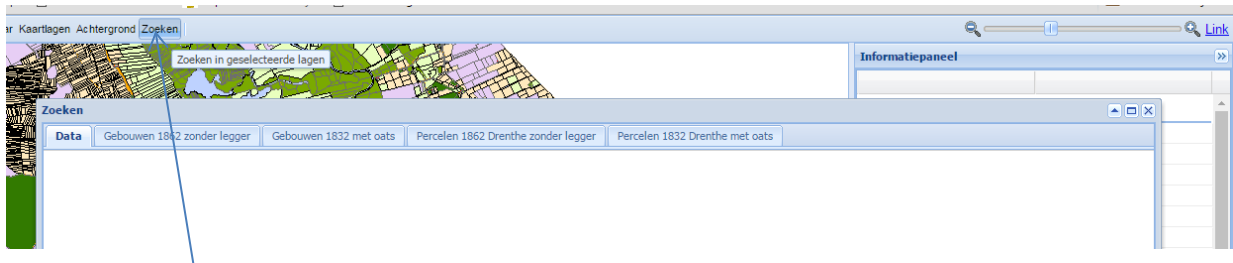 ar Kaartlagen Achtergrond Zoeken Link
Zoeken in geselecteerde lagen Informatiepaneel
Zoeken
Data Gebouwen 1862 zonder legger Gebouwen 1832 met oats Percelen 1862 Drenthe zonder legger Percelen 1832 Drenthe met oats